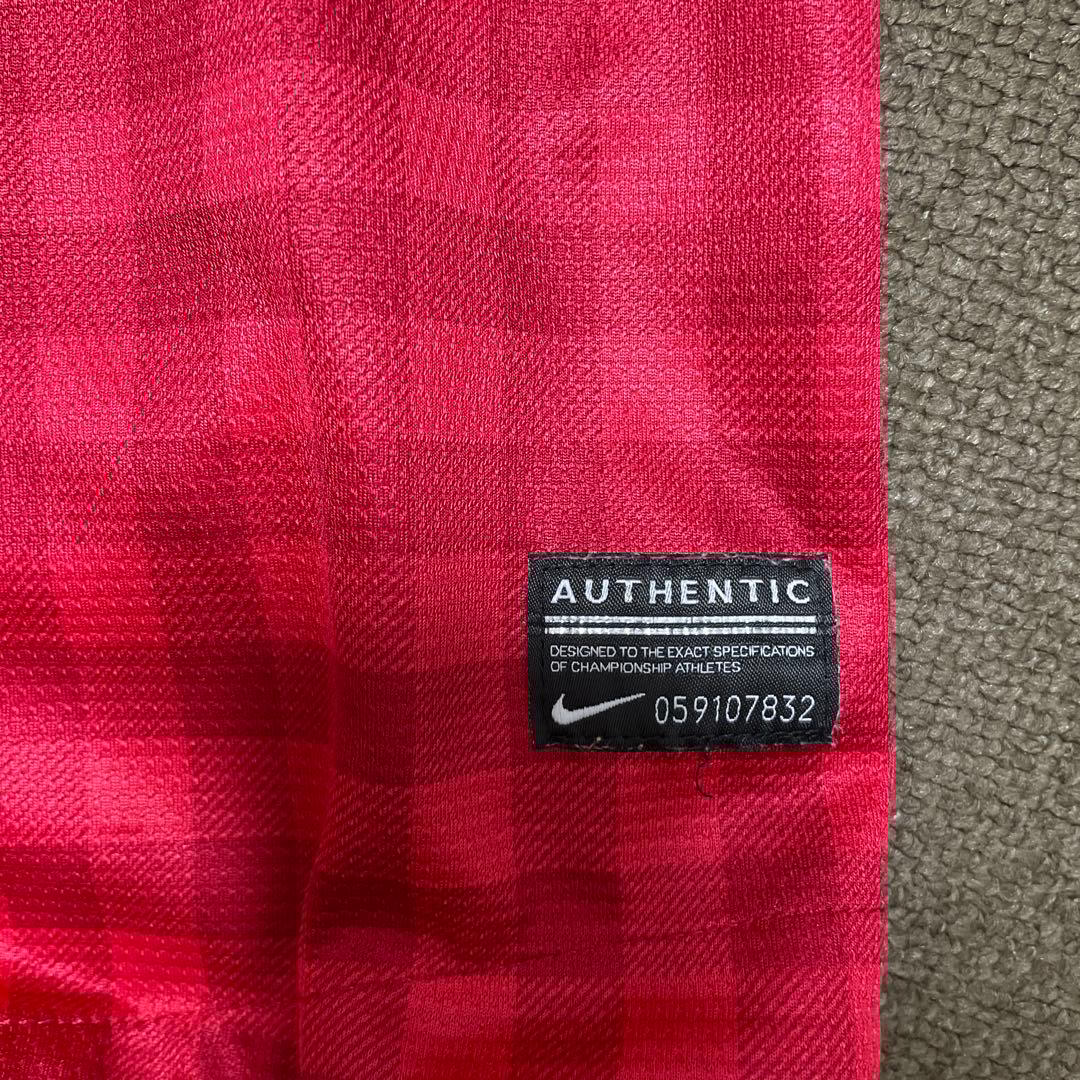 AUTHENTIC
DESIGNED TO THE EXACT SPECIFICATIONS
OF CHAMPIONSHIP ATHLETES
059107832